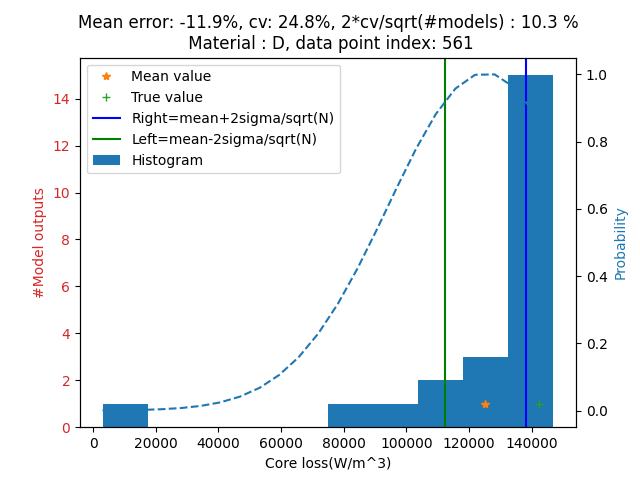 Mean error: -11.9%, cv: 24.8%, 2*cv/sqrt(#models) : 10.3 %
Material : D, data point index: 561
Mean value
True value
Right=mean+2sigma/sqrt(N)
Left=mean-2sigma/sqrt(N)
Histogram
#Model outputs
14
12
10
8
6
4
2
0
1.0
0.8
0.6
0.4
0.2
0.0
Probability
0 20000 40000 60000 80000 100000 120000 140000
Core loss(W/m^3)